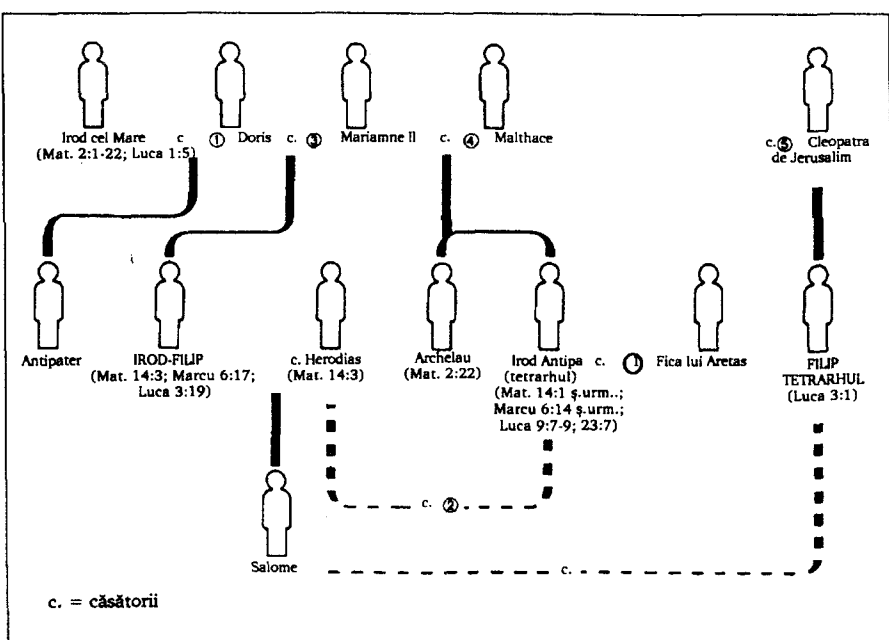 Irod cel Mare c ① Doris c. ③ Mariamne II c. ④ Malthace c.⑤ Cleopatra
(Mat. 2:1-22; Luca 1:5) de Jerusalim
Antipater
IROD-FILIP
(Mat. 14:3; Marcu 6:17;
Luca 3:19)
c. Herodias
(Mat. 14:3)
Archelau
(Mat. 2:22)
Irod Antipa c. ① Fica lui Aretas
(tetrarhul)
(Mat. 14:1 ş.urm..;
Marcu 6:14 ş.urm.;
Luca 9:7-9; 23:7)
FILIP
TETRARHUL
(Luca 3:1)
c. ②
Salome
c.
c. = căsătorii